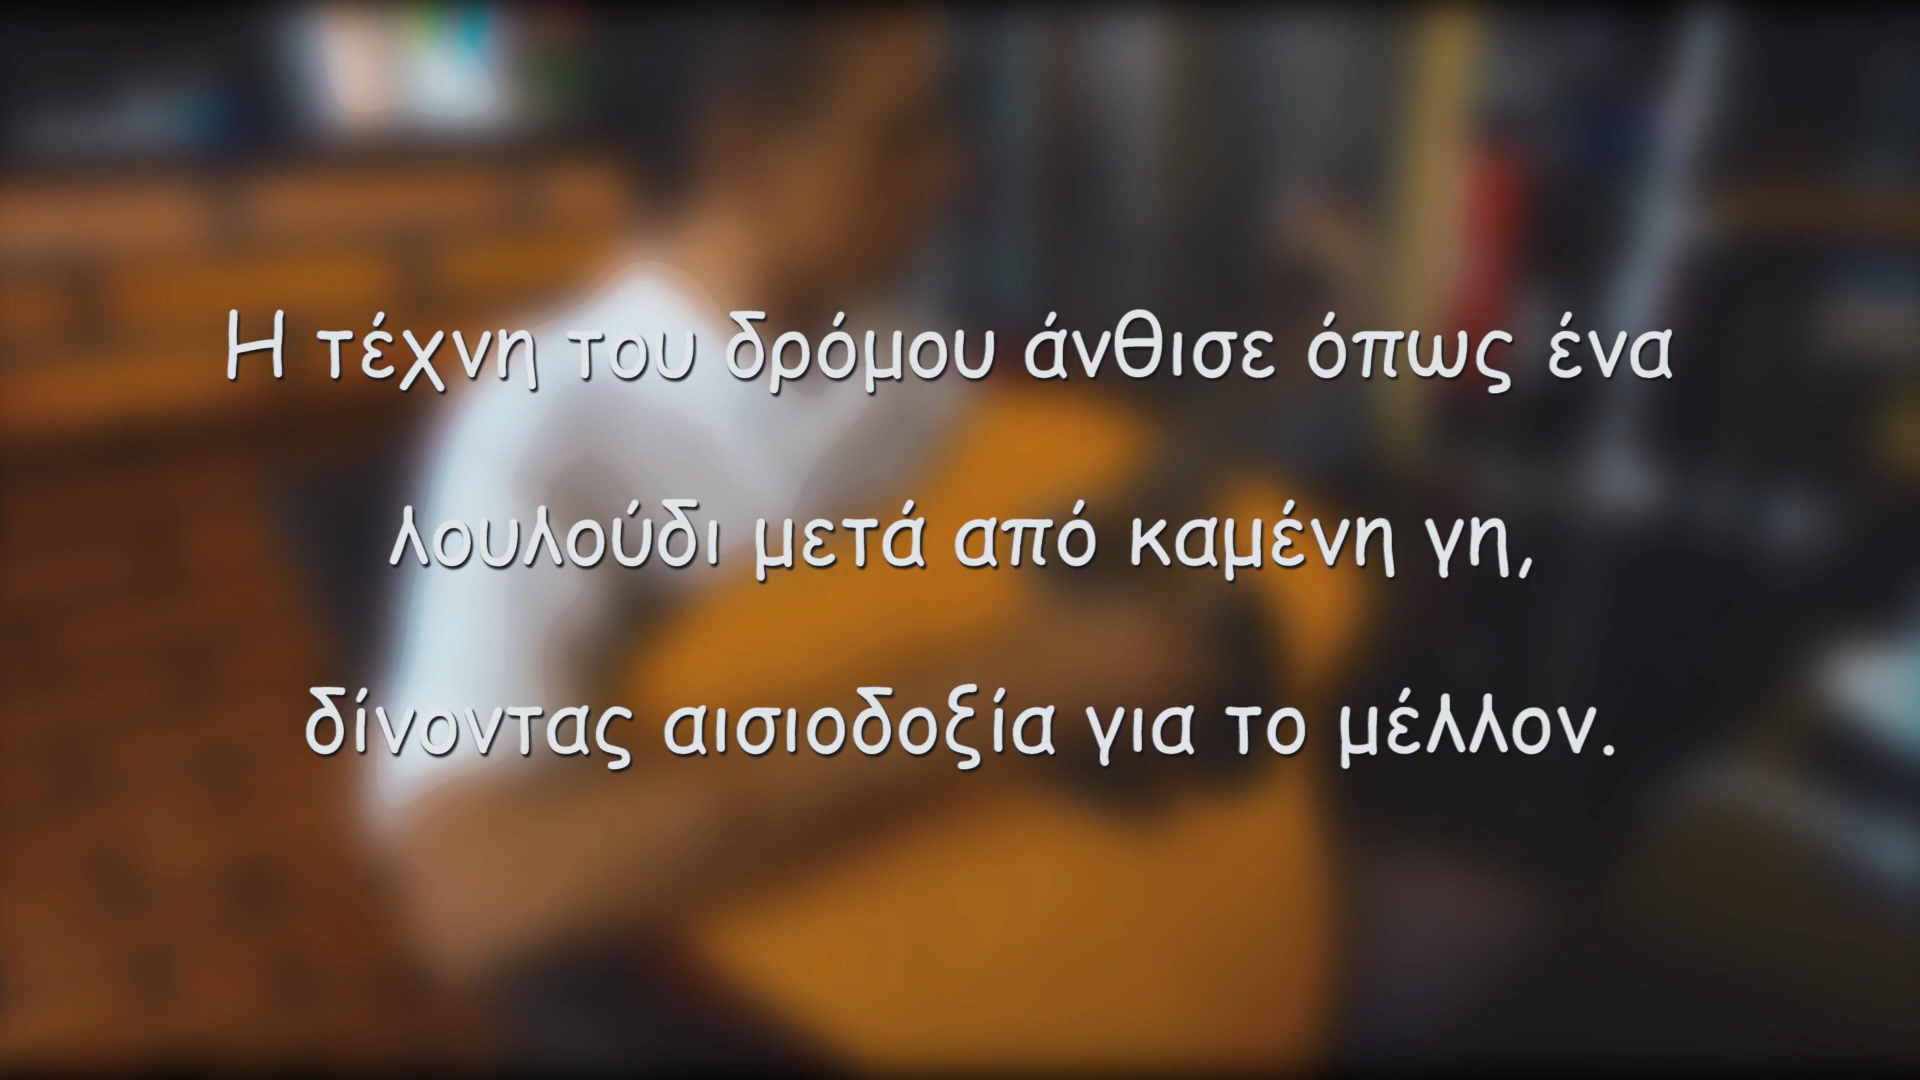 Η τέχνη του δρόμου άνθισε όπως ένα
λουλούδι μετά από καμένη γη,
δίνοντας αισιοδοξία για το μέλλον.